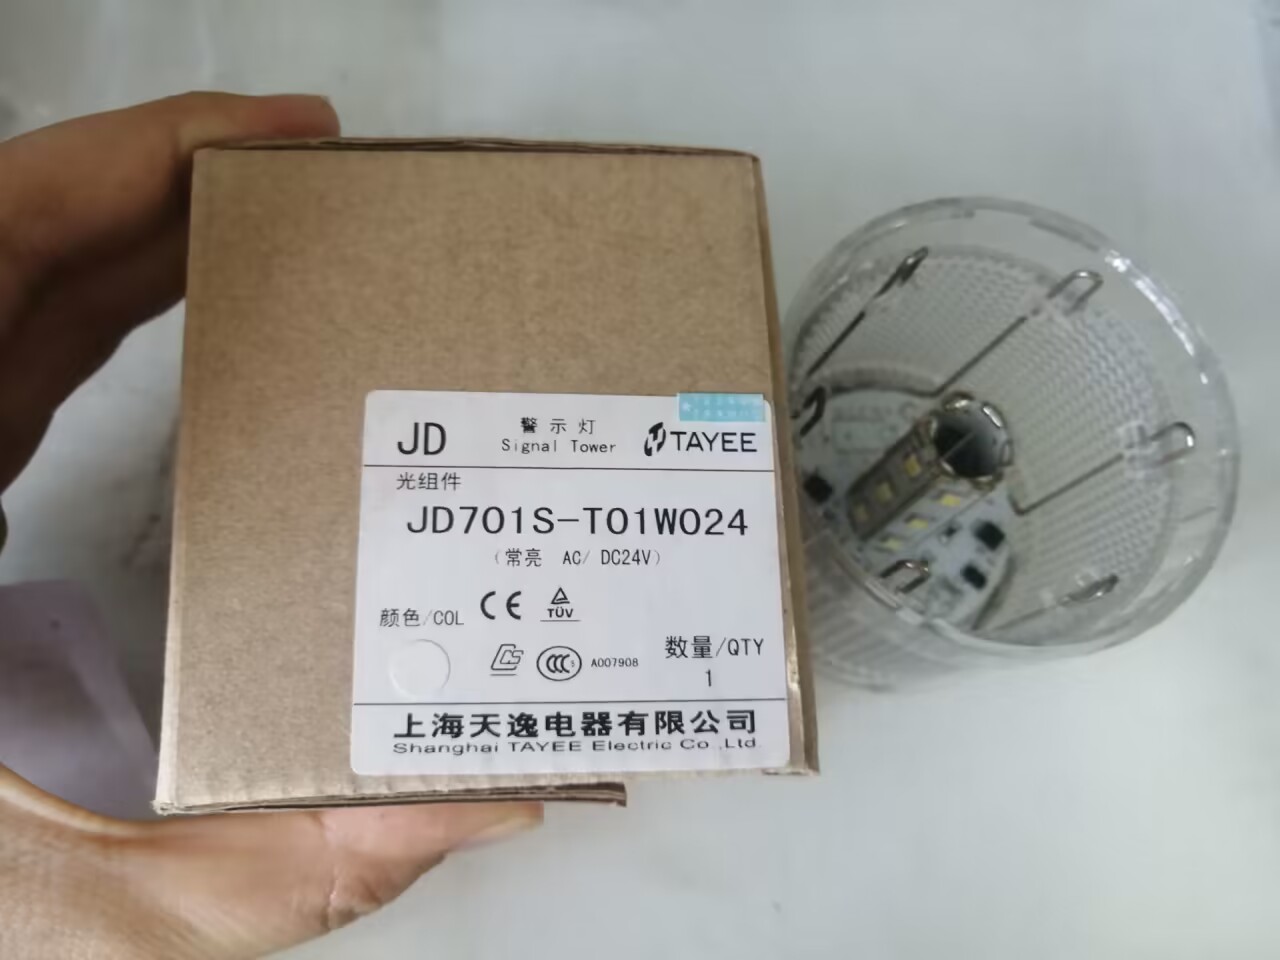 JD 警示灯 TAYEE
Signal Tower
光组件
JD701S-T01W024
(常亮 AC/ DC24V)
颜色/COL CE TÜV
CCC S A007908 数量/QTY
1
上海天逸电器有限公司
Shanghai TAYEE Electric Co.,Ltd.